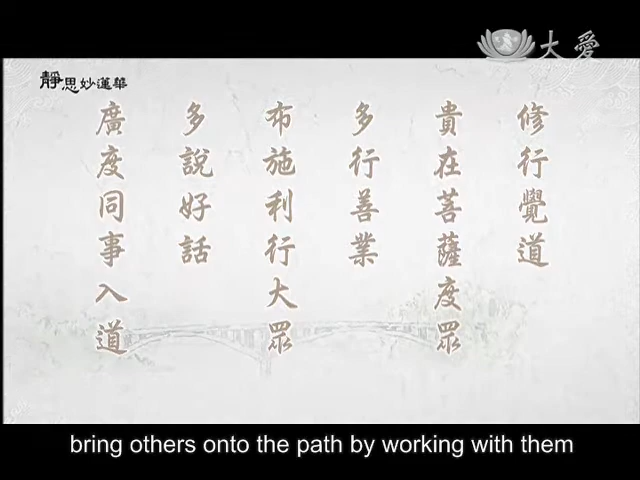 大愛
靜思妙蓮華
修行覺道
貴在菩薩度眾
多行善業
布施利行大眾
多說好話
廣度同事入道
bring others onto the path by working with them